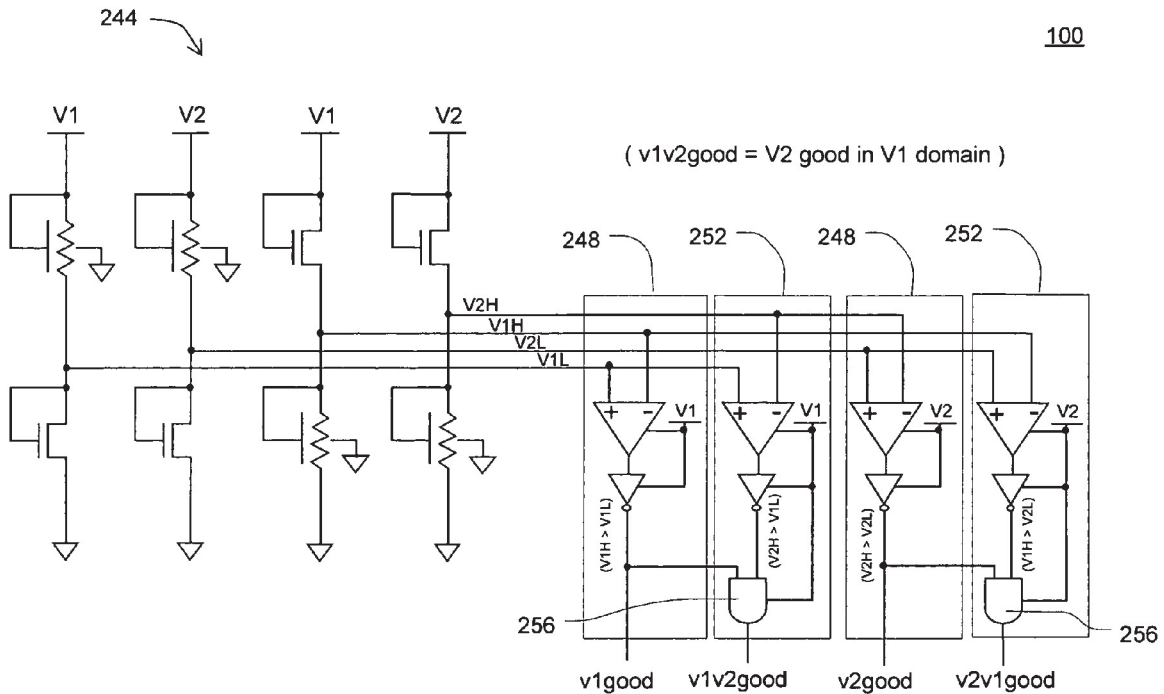 244
100
V1
V2
V1
V2
( v1v2good = V2 good in V1 domain )
248
252
248
252
V2H
V1H
V2L
V1L
+ -
V1
+ -
V1
+ -
V2
+ -
V2
(V1H > V1L)
(V2H > V1L)
(V2H > V2L)
(V1H > V2L)
256
256
v1good
v1v2good
v2good
v2v1good